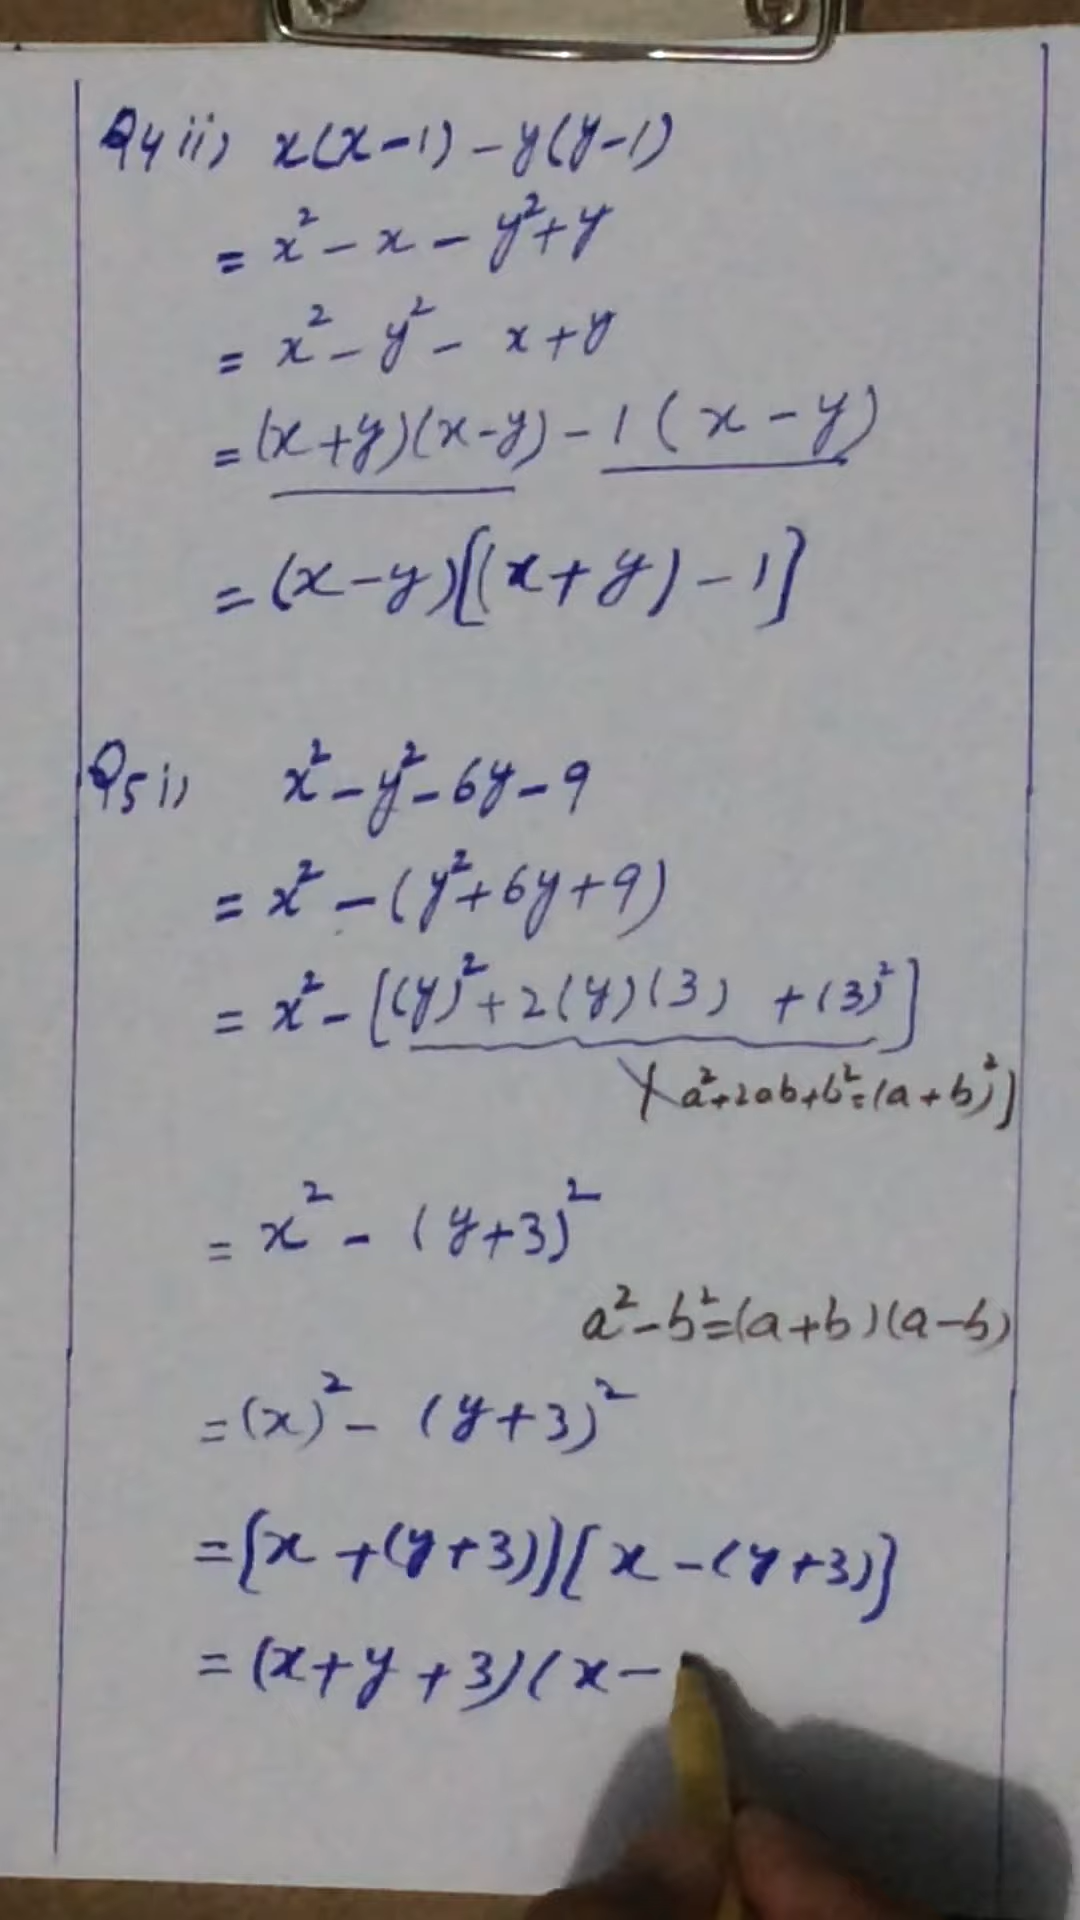 Q4 ii) x(x-1) - y(y-1)
= x² - x - y² + y
= x² - y² - x + y
= (x+y)(x-y) - 1(x-y)
= (x-y)[(x+y) - 1]
Q5 i) x² - y² - 6y - 9
= x² - (y² + 6y + 9)
= x² - [(y)² + 2(y)(3) + (3)²]
[a² + 2ab + b² = (a+b)²]
= x² - (y+3)²
a² - b² = (a+b)(a-b)
= (x)² - (y+3)²
= [x + (y+3)][x - (y+3)]
= (x + y + 3)(x -